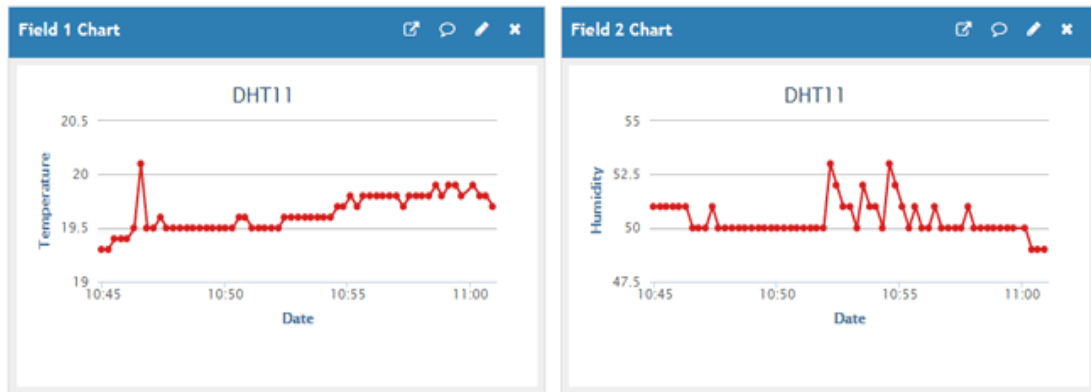 Field 1 Chart
DHT11
Temperature
20.5
20
19.5
19
10:45 10:50 10:55 11:00
Date
Field 2 Chart
DHT11
Humidity
55
52.5
50
47.5
10:45 10:50 10:55 11:00
Date